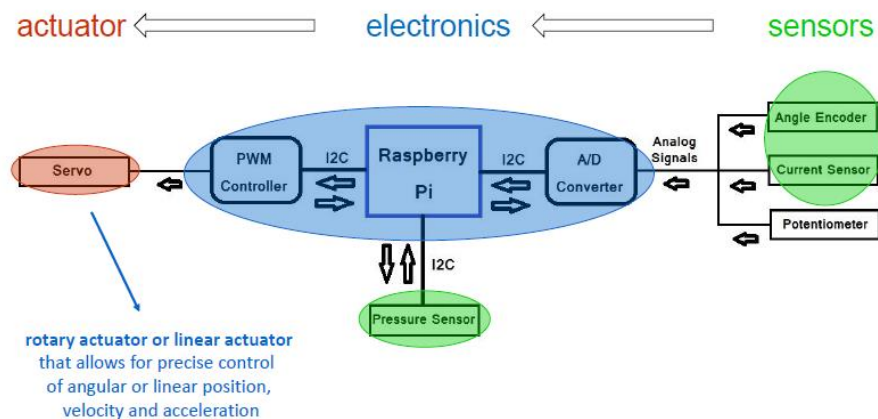 actuator
electronics
sensors
Servo
PWM
Controller
I2C
Raspberry
Pi
I2C
A/D
Converter
Analog
Signals
Angle Encoder
Current Sensor
Potentiometer
I2C
Pressure Sensor
rotary actuator or linear actuator
that allows for precise control
of angular or linear position,
velocity and acceleration